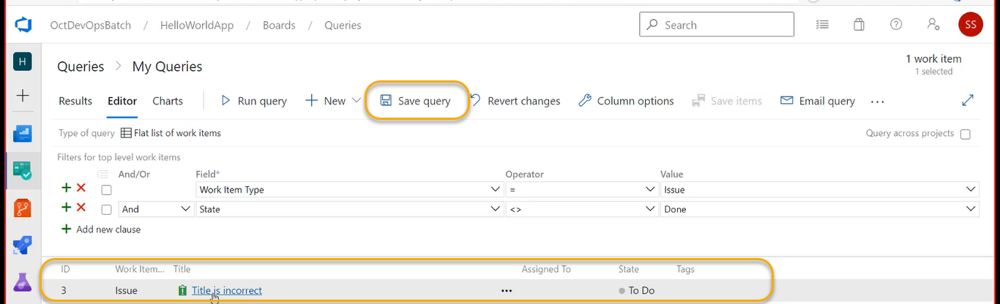 OctDevOpsBatch / HelloWorldApp / Boards / Queries Search SS
H
Queries > My Queries 1 work item
1 selected
Results Editor Charts Run query New Save query Revert changes Column options Save items Email query ...
Type of query Flat list of work items Query across projects
Filters for top level work items
And/Or Field* Operator Value
Work Item Type = Issue
And State <> Done
Add new clause
ID Work Item... Title Assigned To State Tags
3 Issue Title is incorrect ... To Do